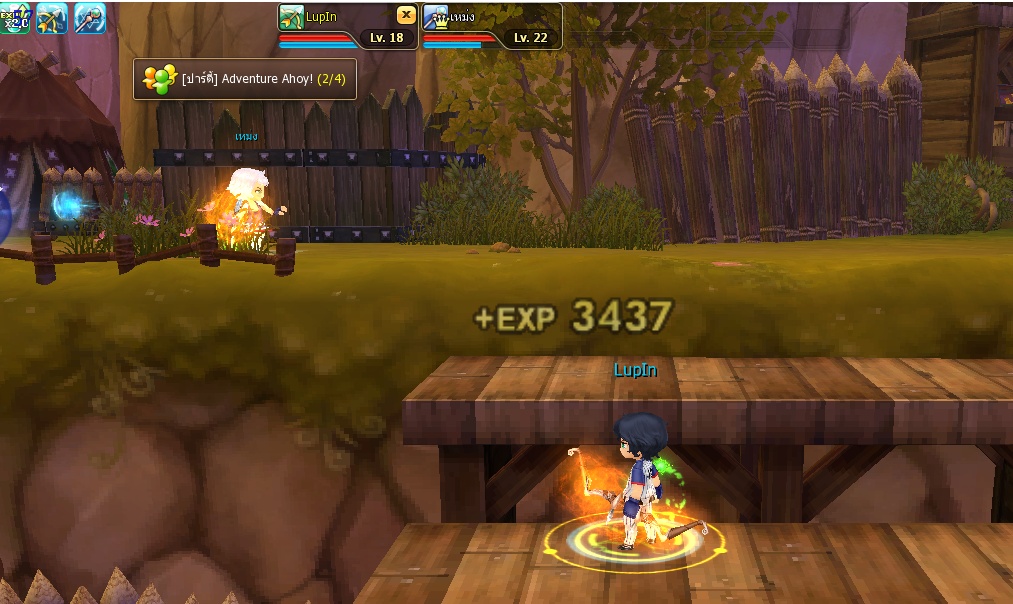 EXP
x2.0
LupIn
เหม่ง
Lv. 18
Lv. 22
[ปาร์ตี้] Adventure Ahoy! (2/4)
เหม่ง
+EXP 3437
LupIn